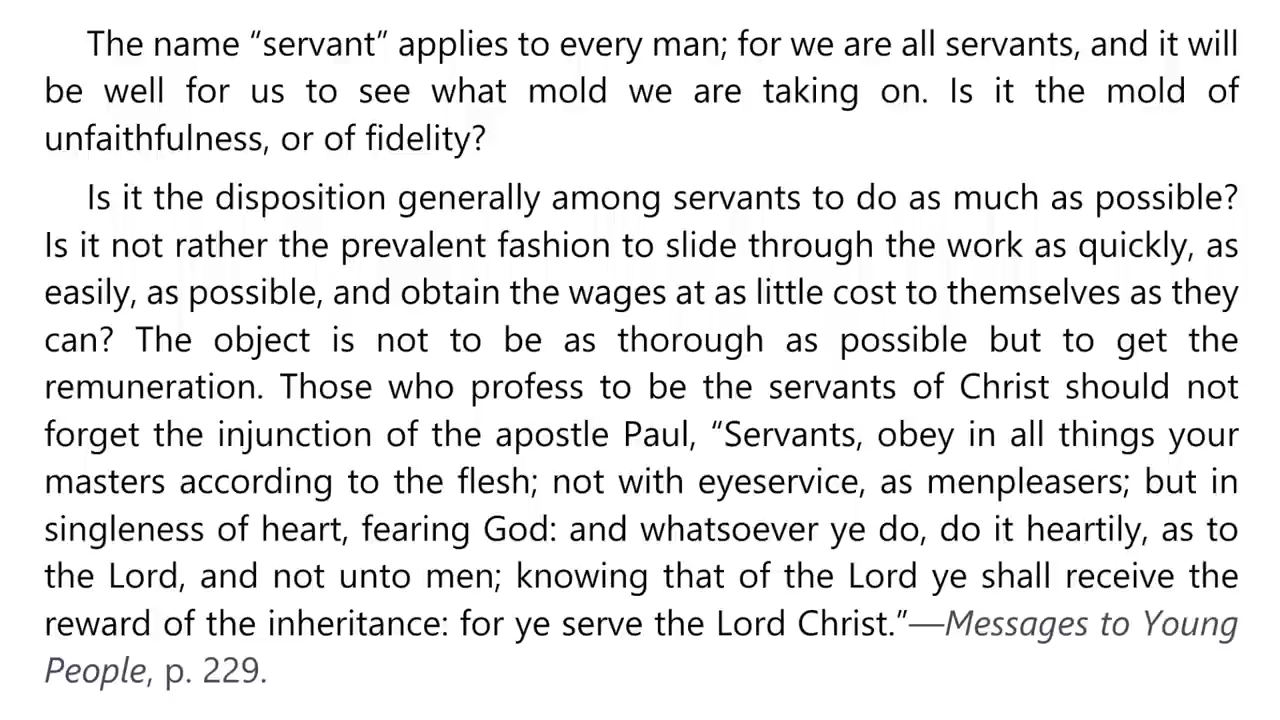 The name “servant” applies to every man; for we are all servants, and it will
be well for us to see what mold we are taking on. Is it the mold of
unfaithfulness, or of fidelity?
Is it the disposition generally among servants to do as much as possible?
Is it not rather the prevalent fashion to slide through the work as quickly, as
easily, as possible, and obtain the wages at as little cost to themselves as they
can? The object is not to be as thorough as possible but to get the
remuneration. Those who profess to be the servants of Christ should not
forget the injunction of the apostle Paul, “Servants, obey in all things your
masters according to the flesh; not with eyeservice, as menpleasers; but in
singleness of heart, fearing God: and whatsoever ye do, do it heartily, as to
the Lord, and not unto men; knowing that of the Lord ye shall receive the
reward of the inheritance: for ye serve the Lord Christ.”—Messages to Young
People, p. 229.